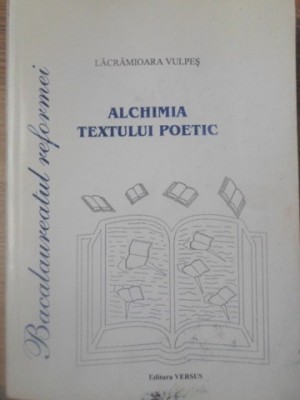 LĂCRĂMIOARA VULPEŞ
ALCHIMIA
TEXTULUI POETIC
Bacalaureatul reformei
Editura VERSUS